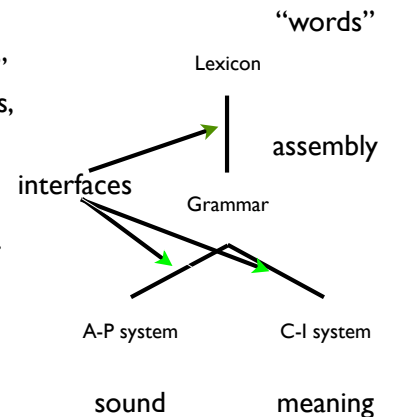 “words”
”
Lexicon
s,
assembly
interfaces
Grammar
.
A-P system
C-I system
sound
meaning